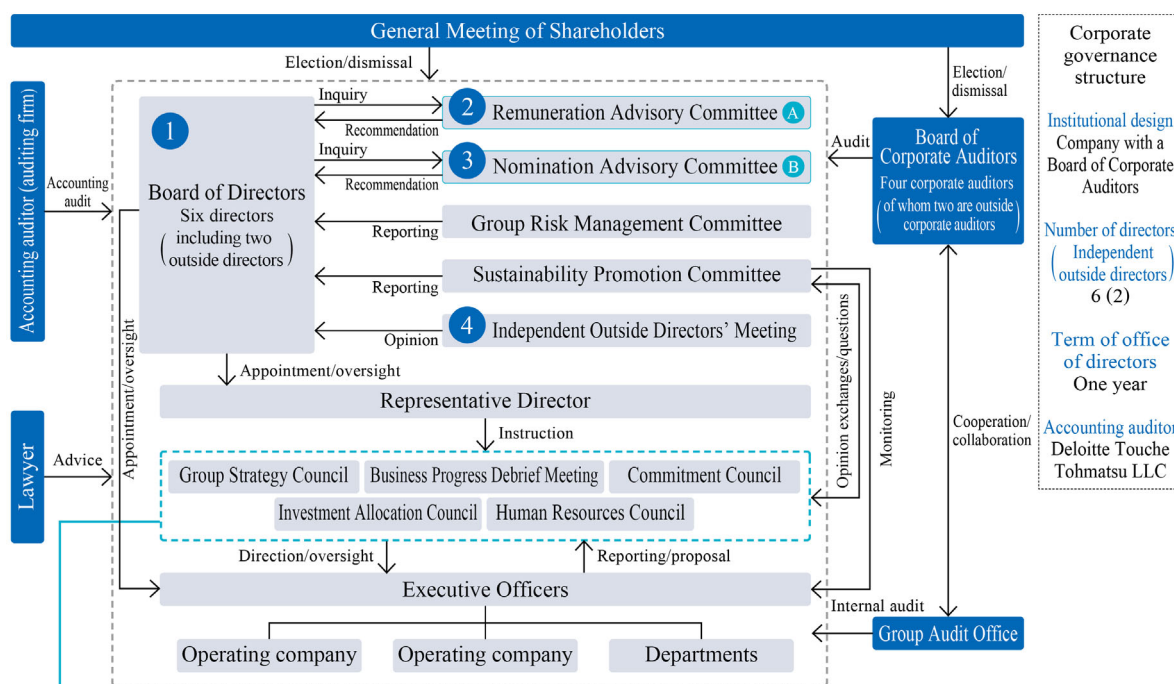 General Meeting of Shareholders
Election/dismissal
Election/
dismissal
Accounting auditor (auditing firm)
Accounting
audit
1
Board of Directors
Six directors
( including two )
outside directors
Inquiry
Recommendation
2 Remuneration Advisory Committee A
Inquiry
Recommendation
3 Nomination Advisory Committee B
Reporting
Group Risk Management Committee
Reporting
Sustainability Promotion Committee
Opinion
4 Independent Outside Directors’ Meeting
Audit
Board of
Corporate Auditors
Four corporate auditors
( of whom two are outside )
corporate auditors
Appointment/oversight
Appointment/oversight
Representative Director
Instruction
Opinion exchanges/questions
Monitoring
Cooperation/
collaboration
Lawyer
Advice
Group Strategy Council
Business Progress Debrief Meeting
Commitment Council
Investment Allocation Council
Human Resources Council
Direction/oversight
Reporting/proposal
Executive Officers
Internal audit
Group Audit Office
Operating company
Operating company
Departments
Corporate
governance
structure
Institutional design
Company with a
Board of Corporate
Auditors
Number of directors
( Independent )
outside directors
6 (2)
Term of office
of directors
One year
Accounting auditor
Deloitte Touche
Tohmatsu LLC